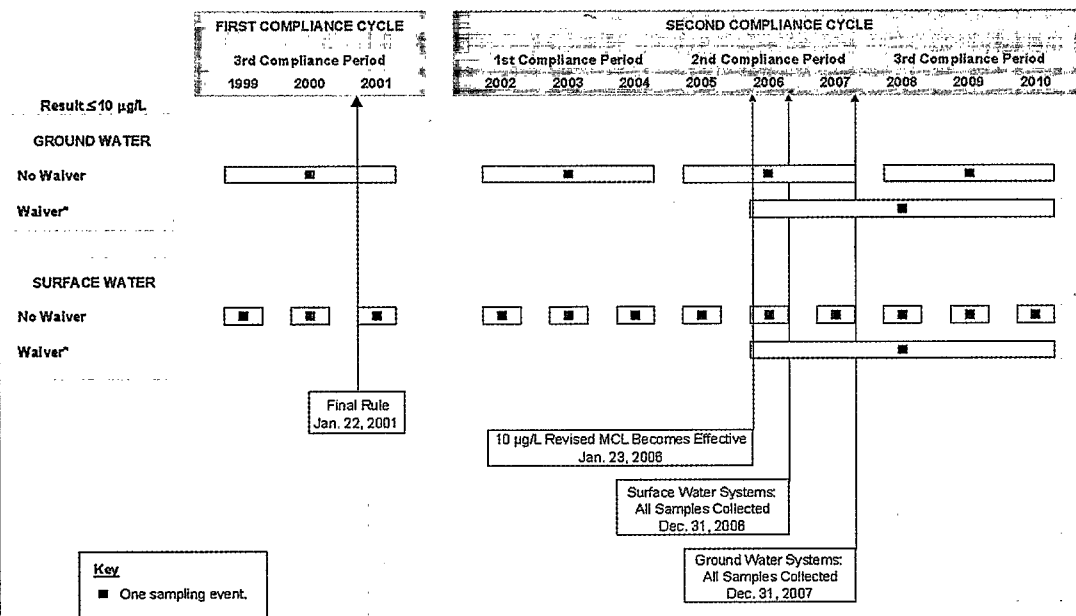 FIRST COMPLIANCE CYCLE
3rd Compliance Period
1999 2000 2001
SECOND COMPLIANCE CYCLE
1st Compliance Period 2nd Compliance Period 3rd Compliance Period
2002 2003 2004 2005 2006 2007 2008 2009 2010
Result ≤ 10 µg/L
GROUND WATER
No Waiver
Waiver*
SURFACE WATER
No Waiver
Waiver*
Final Rule
Jan. 22, 2001
10 µg/L Revised MCL Becomes Effective
Jan. 23, 2006
Surface Water Systems:
All Samples Collected
Dec. 31, 2006
Ground Water Systems:
All Samples Collected
Dec. 31, 2007
Key
One sampling event.